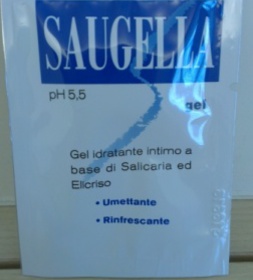 SAUGELLA
pH 5,5
gel
Gel idratante intimo a
base di Salicaria ed
Elicriso
• Umettante
• Rinfrescante